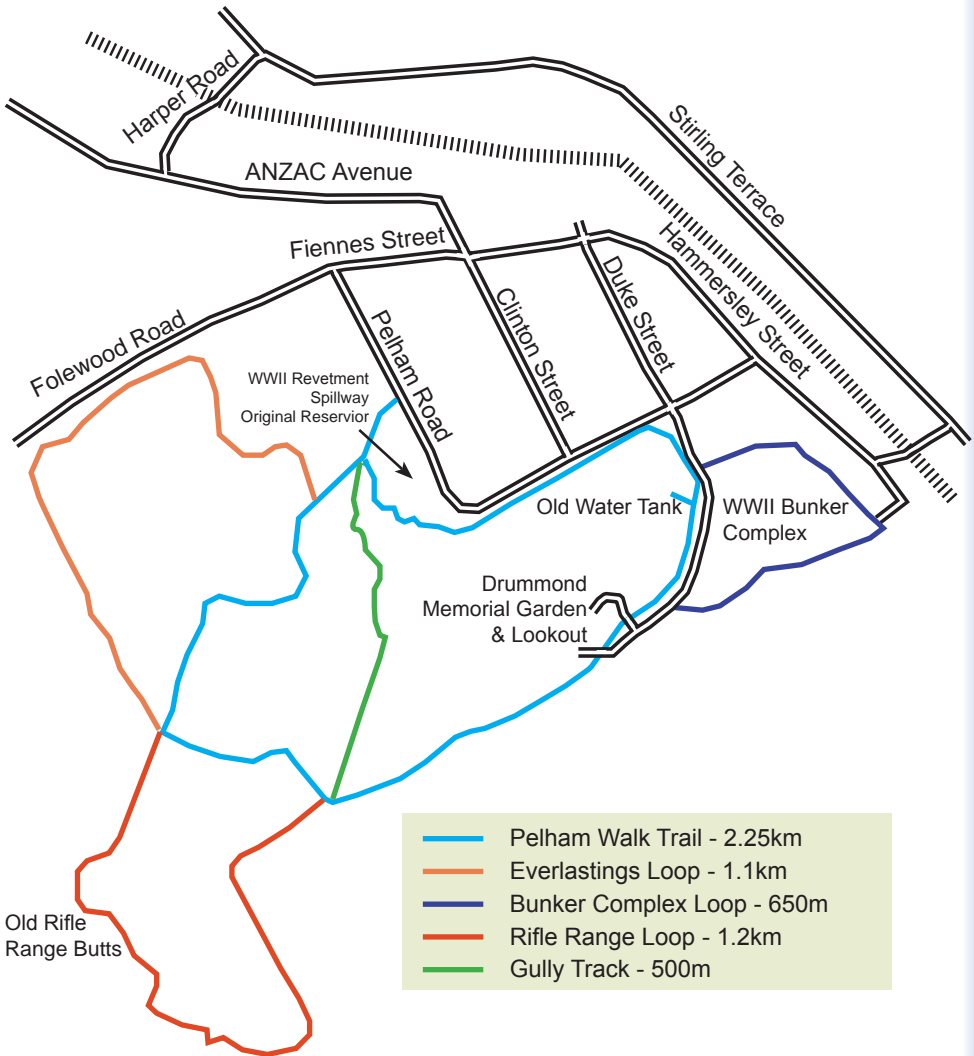 Harper Road
Stirling Terrace
ANZAC Avenue
Fiennes Street
Hammersley Street
Duke Street
Clinton Street
Folewood Road
Pelham Road
WWII Revetment
Spillway
Original Reservior
Old Water Tank
WWII Bunker
Complex
Drummond
Memorial Garden
& Lookout
Old Rifle
Range Butts
Pelham Walk Trail - 2.25km
Everlastings Loop - 1.1km
Bunker Complex Loop - 650m
Rifle Range Loop - 1.2km
Gully Track - 500m